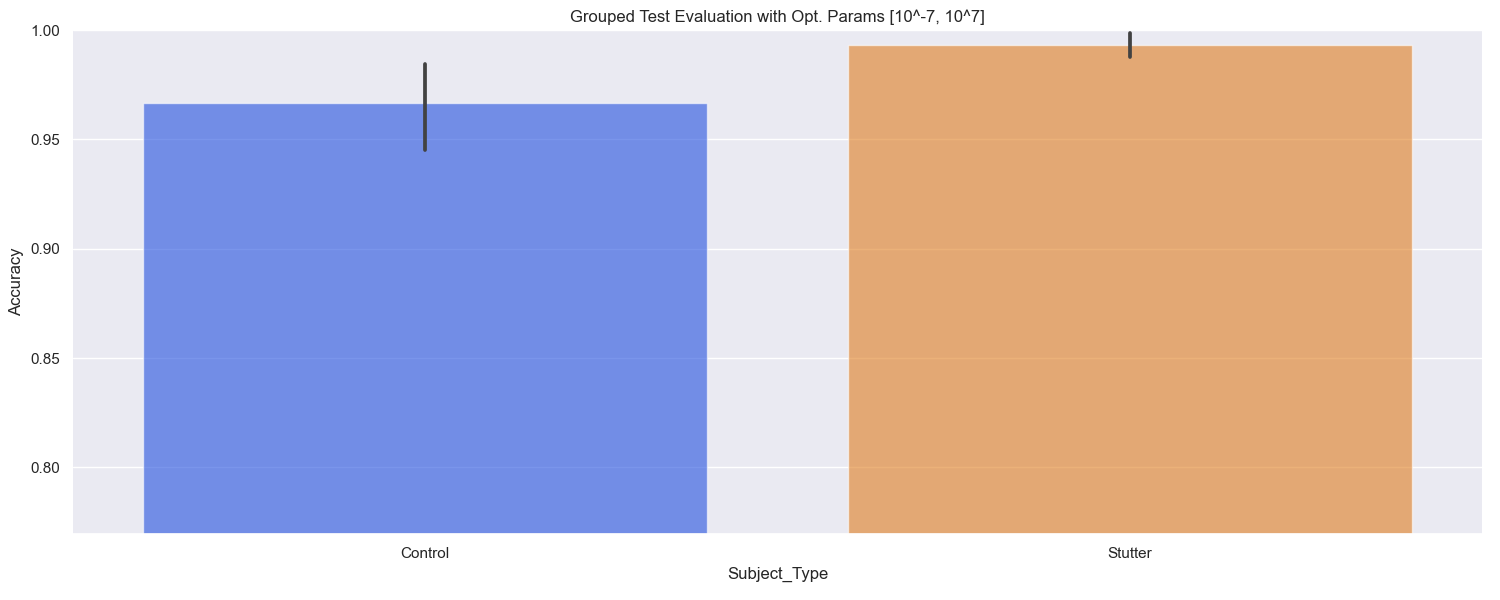 Grouped Test Evaluation with Opt. Params [10^-7, 10^7]
1.00
0.95
0.90
0.85
0.80
Accuracy
Control Stutter
Subject_Type